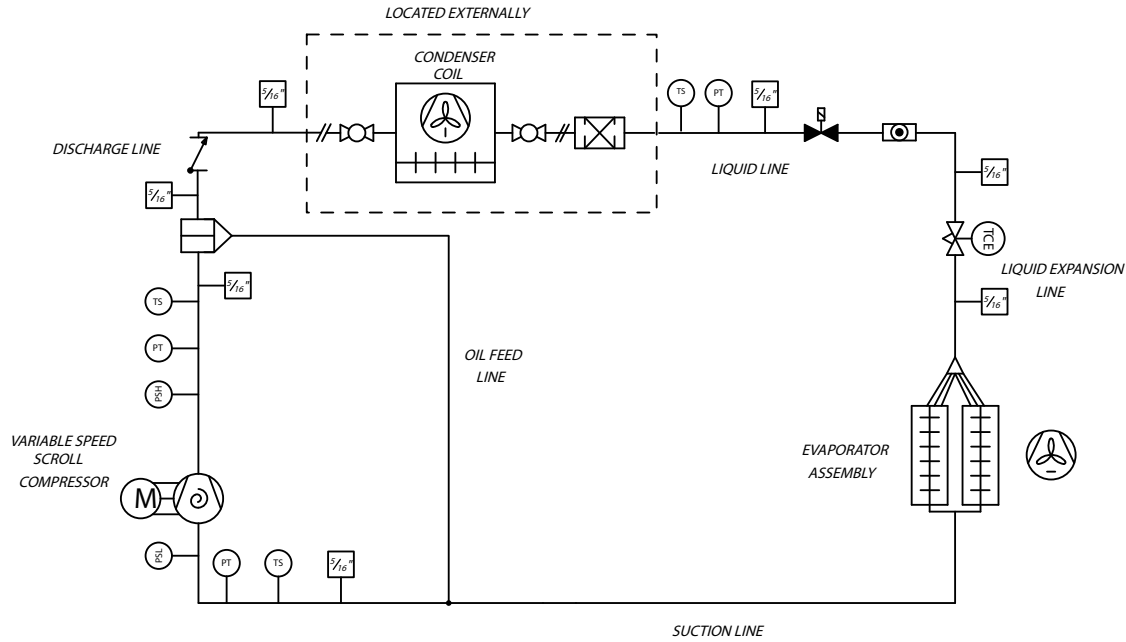 LOCATED EXTERNALLY
CONDENSER
COIL
5/16"
TS
PT
5/16"
DISCHARGE LINE
LIQUID LINE
5/16"
5/16"
TCE
LIQUID EXPANSION
LINE
5/16"
TS
5/16"
PT
OIL FEED
LINE
PSH
VARIABLE SPEED
SCROLL
COMPRESSOR
EVAPORATOR
ASSEMBLY
M
PSL
PT
TS
5/16"
5/16"
SUCTION LINE